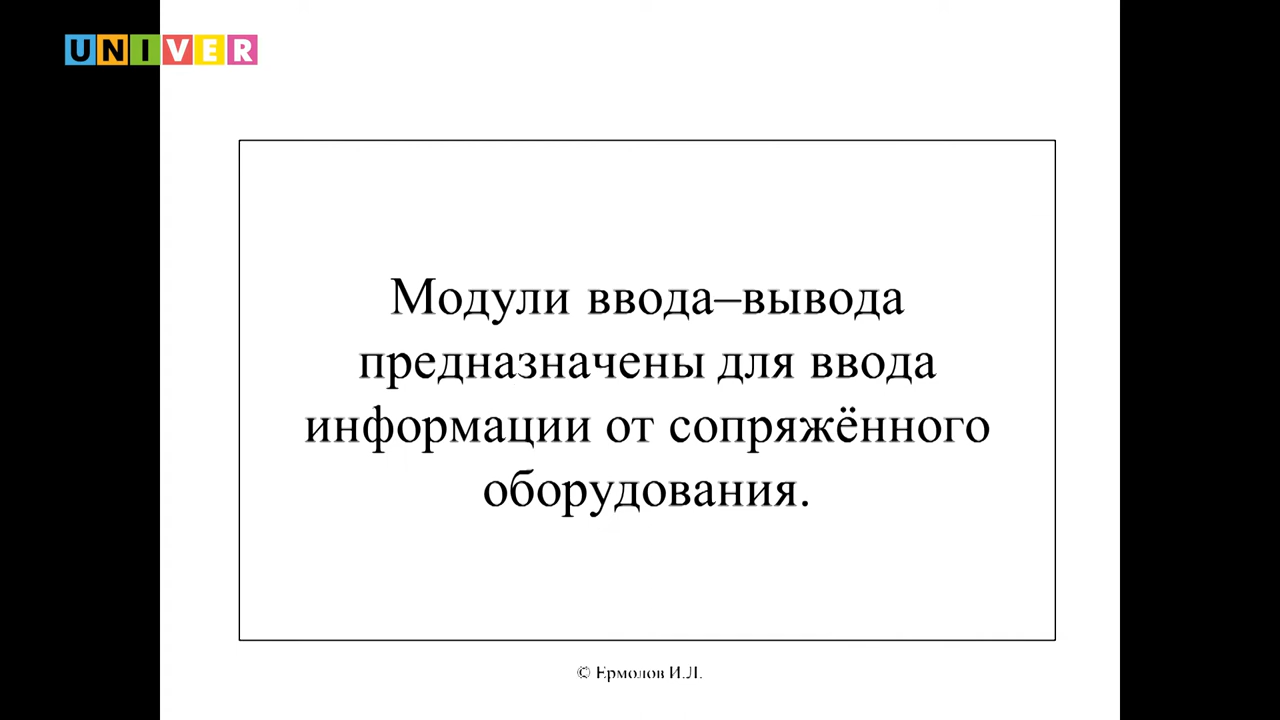 UNIVER
Модули ввода–вывода
предназначены для ввода
информации от сопряжённого
оборудования.
© Ермолов И.Л.